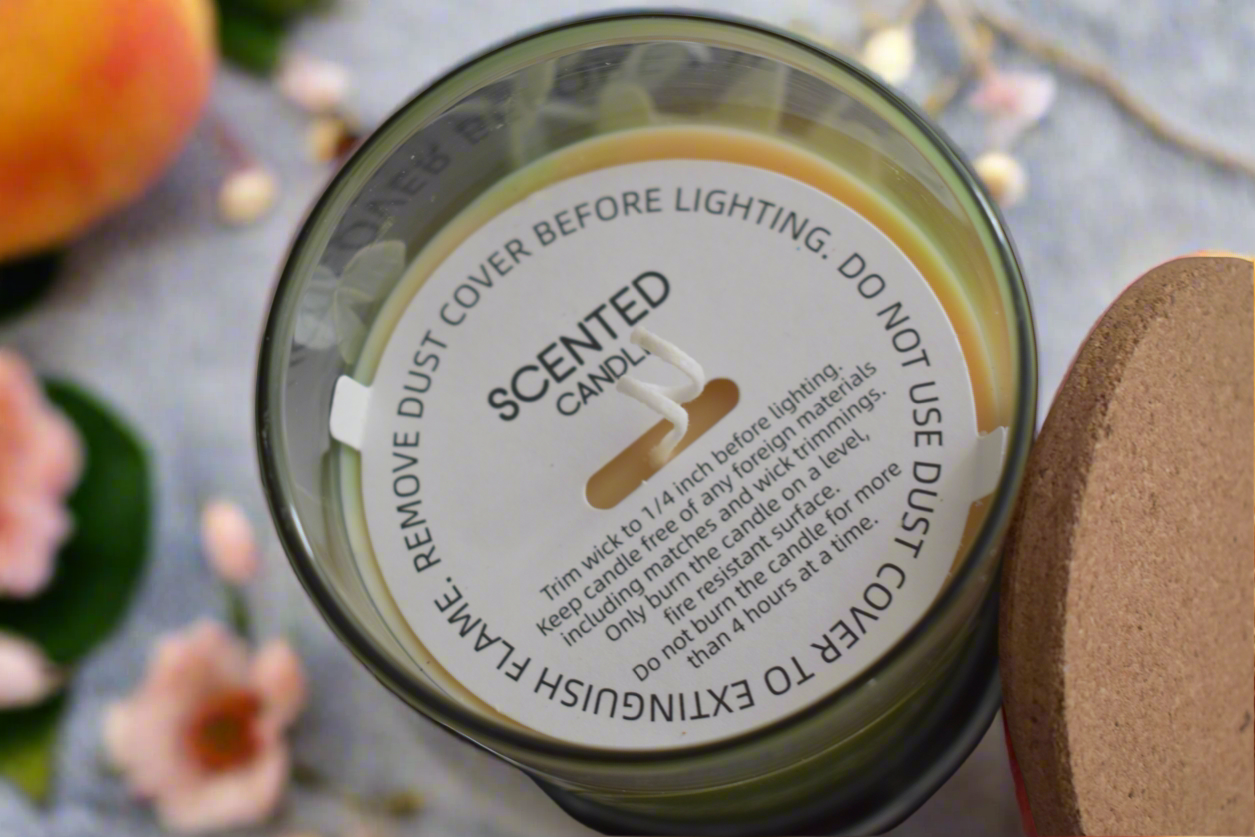 REMOVE DUST COVER BEFORE LIGHTING. DO NOT USE DUST COVER TO EXTINGUISH FLAME.
SCENTED
Trim wick to 1/4 inch before lighting.
Keep candle free of any foreign materials
including matches and wick trimmings.
Only burn the candle on a level,
fire resistant surface.
Do not burn the candle for more
than 4 hours at a time.